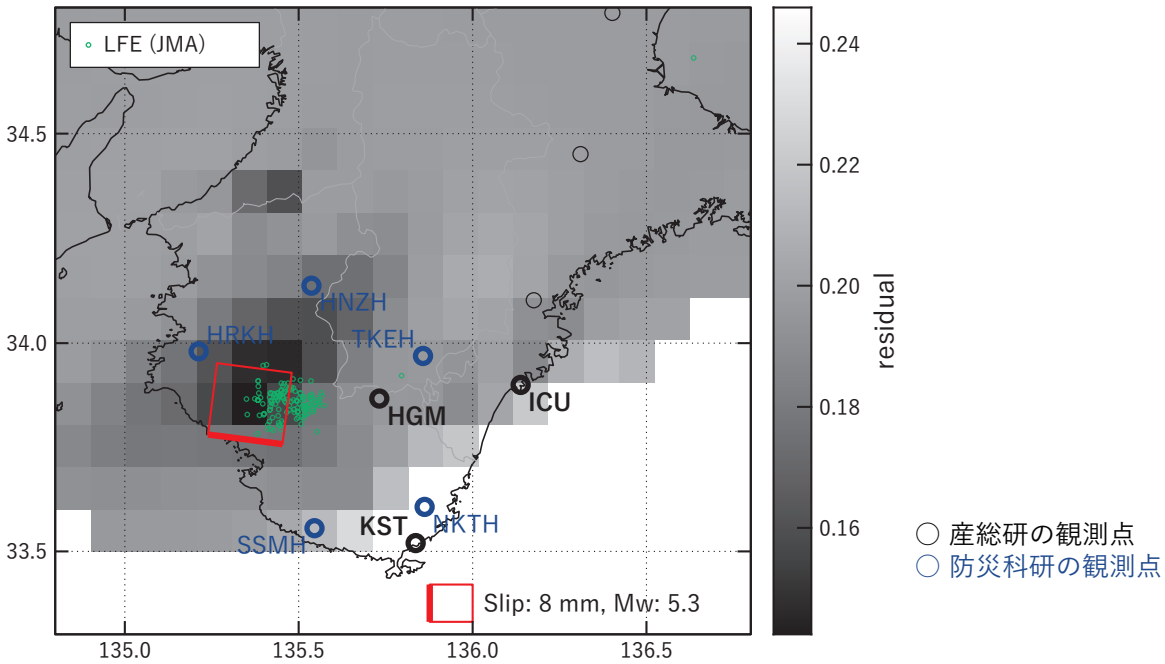 LFE (JMA)
0.24
34.5
0.22
0.20
HNZH
residual
HRKH
TKEH
34.0
ICU
HGM
0.18
KST
NKTH
0.16
産総研の観測点
SSMH
33.5
防災科研の観測点
Slip: 8 mm, Mw: 5.3
135.0
135.5
136.0
136.5